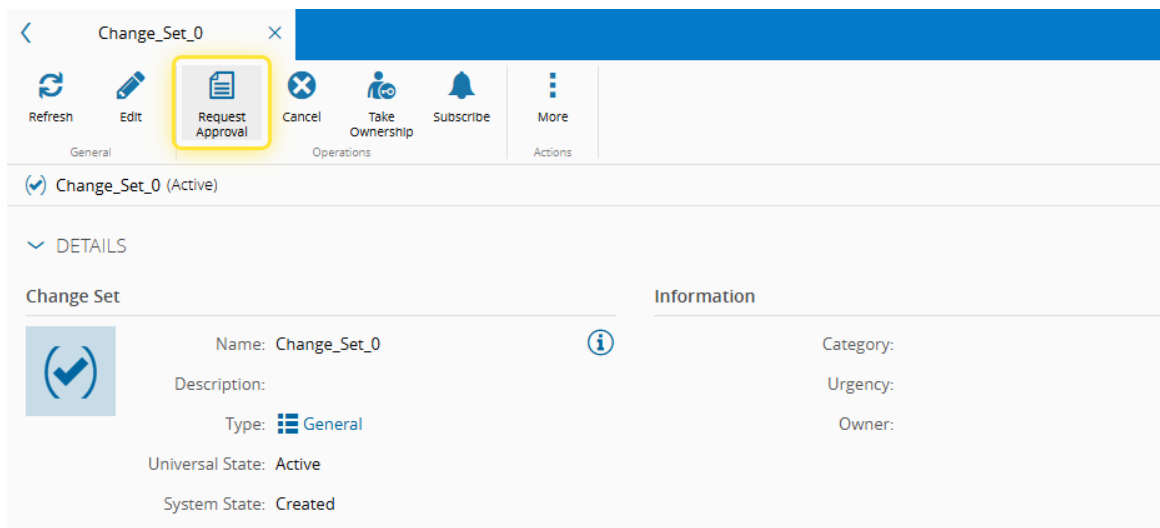 Change_Set_0
Refresh
Edit
Request Approval
Cancel
Take Ownership
Subscribe
More
General
Operations
Actions
Change_Set_0 (Active)
DETAILS
Change Set
Information
Name: Change_Set_0
Category:
Description:
Urgency:
Type: General
Owner:
Universal State: Active
System State: Created